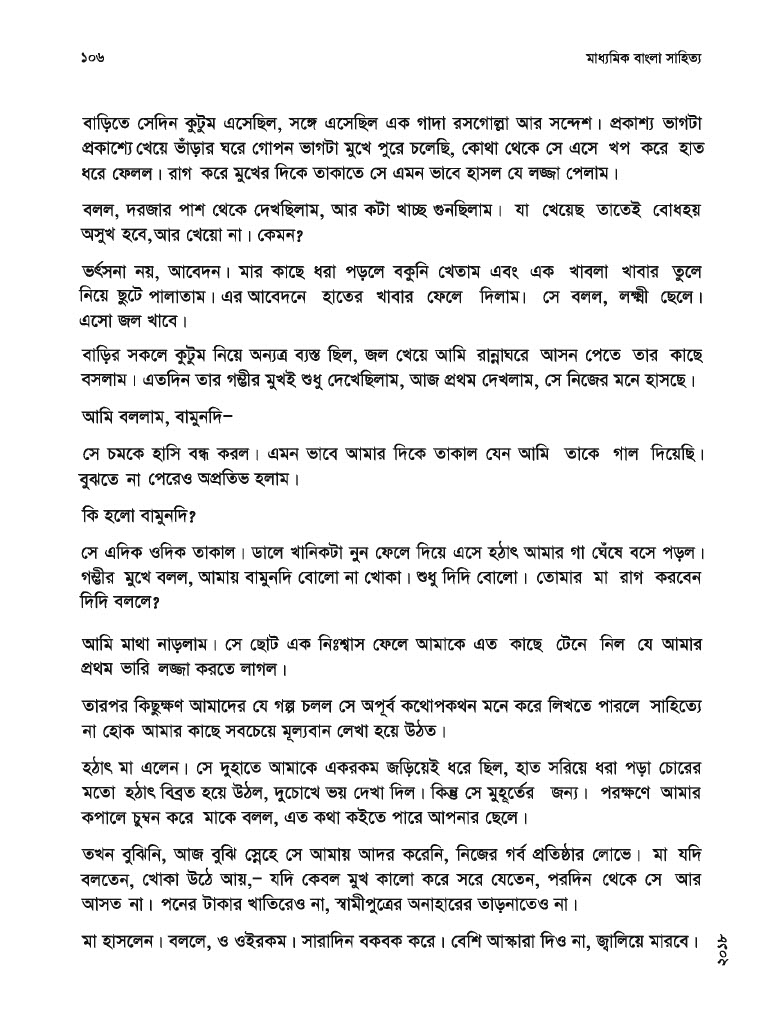 ১০৬
মাধ্যমিক বাংলা সাহিত্য
বাড়িতে সেদিন কুটুম এসেছিল, সঙ্গে এসেছিল এক গাদা রসগোল্লা আর সন্দেশ। প্রকাশ্য ভাগটা
প্রকাশ্যে খেয়ে ভাঁড়ার ঘরে গোপন ভাগটা মুখে পুরে চলেছি, কোথা থেকে সে এসে খপ করে হাত
ধরে ফেলল। রাগ করে মুখের দিকে তাকাতে সে এমন ভাবে হাসল যে লজ্জা পেলাম।
বলল, দরজার পাশ থেকে দেখছিলাম, আর কটা খাচ্ছ গুনছিলাম। যা খেয়েছ তাতেই বোধহয়
অসুখ হবে,আর খেয়ো না। কেমন?
ভর্ৎসনা নয়, আবেদন। মার কাছে ধরা পড়লে বকুনি খেতাম এবং এক খাবলা খাবার তুলে
নিয়ে ছুটে পালাতাম। এর আবেদনে হাতের খাবার ফেলে দিলাম। সে বলল, লক্ষ্মী ছেলে।
এসো জল খাবে।
বাড়ির সকলে কুটুম নিয়ে অন্যত্র ব্যস্ত ছিল, জল খেয়ে আমি রান্নাঘরে আসন পেতে তার কাছে
বসলাম। এতদিন তার গম্ভীর মুখই শুধু দেখেছিলাম, আজ প্রথম দেখলাম, সে নিজের মনে হাসছে।
আমি বললাম, বামুনদি–
সে চমকে হাসি বন্ধ করল। এমন ভাবে আমার দিকে তাকাল যেন আমি তাকে গাল দিয়েছি।
বুঝতে না পেরেও অপ্রতিভ হলাম।
কি হলো বামুনদি?
সে এদিক ওদিক তাকাল। ডালে খানিকটা নুন ফেলে দিয়ে এসে হঠাৎ আমার গা ঘেঁষে বসে পড়ল।
গম্ভীর মুখে বলল, আমায় বামুনদি বোলো না খোকা। শুধু দিদি বোলো। তোমার মা রাগ করবেন
দিদি বললে?
আমি মাথা নাড়লাম। সে ছোট এক নিঃশ্বাস ফেলে আমাকে এত কাছে টেনে নিল যে আমার
প্রথম ভারি লজ্জা করতে লাগল।
তারপর কিছুক্ষণ আমাদের যে গল্প চলল সে অপূর্ব কথোপকথন মনে করে লিখতে পারলে সাহিত্যে
না হোক আমার কাছে সবচেয়ে মূল্যবান লেখা হয়ে উঠত।
হঠাৎ মা এলেন। সে দুহাতে আমাকে একরকম জড়িয়েই ধরে ছিল, হাত সরিয়ে ধরা পড়া চোরের
মতো হঠাৎ বিব্রত হয়ে উঠল, দুচোখে ভয় দেখা দিল। কিন্তু সে মুহূর্তের জন্য। পরক্ষণে আমার
কপালে চুম্বন করে মাকে বলল, এত কথা কইতে পারে আপনার ছেলে।
তখন বুঝিনি, আজ বুঝি স্নেহে সে আমায় আদর করেনি, নিজের গর্ব প্রতিষ্ঠার লোভে। মা যদি
বলতেন, খোকা উঠে আয়,– যদি কেবল মুখ কালো করে সরে যেতেন, পরদিন থেকে সে আর
আসত না। পনের টাকার খাতিরেও না, স্বামীপুত্রের অনাহারের তাড়নাতেও না।
মা হাসলেন। বললে, ও ওইরকম। সারাদিন বকবক করে। বেশি আস্কারা দিও না, জ্বালিয়ে মারবে।
২০১৮